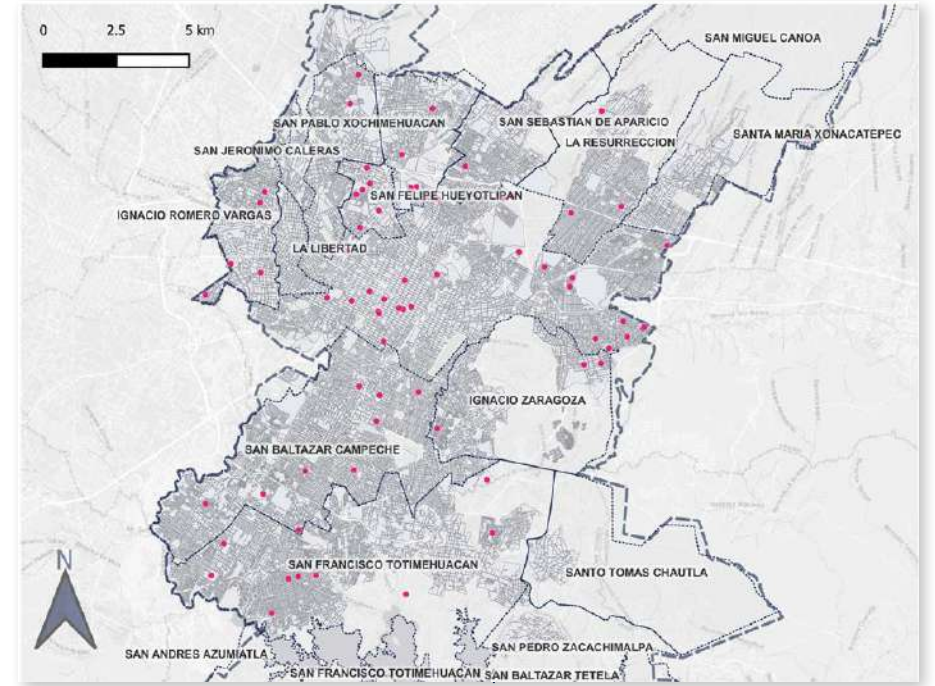 0 2.5 5 km
SAN MIGUEL CANOA
SAN PABLO XOCHIMEHUACAN
SAN SEBASTIAN DE APARICIO
SANTA MARIA XONACATEPEC
LA RESURRECCION
SAN JERONIMO CALERAS
SAN FELIPE HUEYOTLIPAN
IGNACIO ROMERO VARGAS
LA LIBERTAD
IGNACIO ZARAGOZA
SAN BALTAZAR CAMPECHE
N
SAN FRANCISCO TOTIMEHUACAN
SANTO TOMAS CHAUTLA
SAN ANDRES AZUMIATLA
SAN PEDRO ZACACHIMALPA
SAN FRANCISCO TOTIMEHUACAN
SAN BALTAZAR TETELA